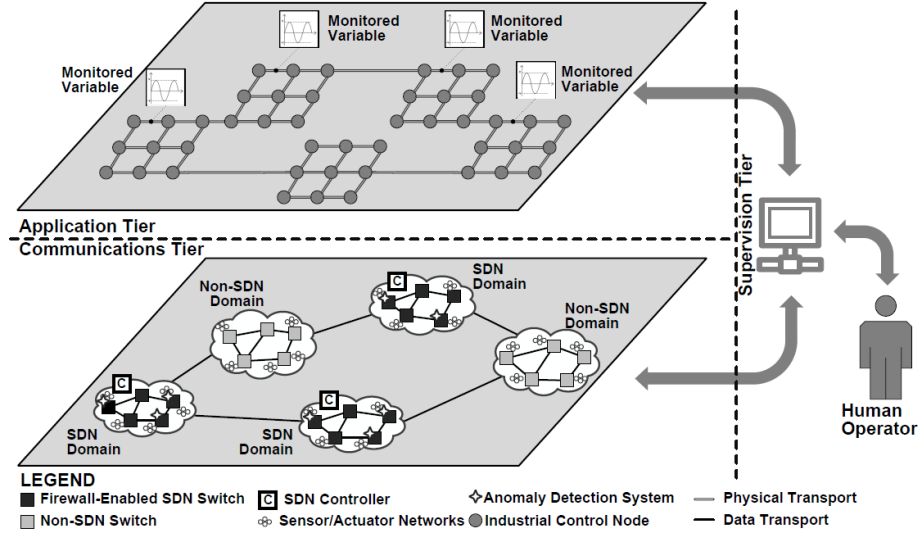 Monitored
Variable
Monitored
Variable
Monitored
Variable
Monitored
Variable
Application Tier
Communications Tier
Supervision Tier
Non-SDN
Domain
C
SDN
Domain
Non-SDN
Domain
C
SDN
Domain
C
SDN
Domain
Human
Operator
LEGEND
Firewall-Enabled SDN Switch
C SDN Controller
Anomaly Detection System
Physical Transport
Non-SDN Switch
Sensor/Actuator Networks
Industrial Control Node
Data Transport